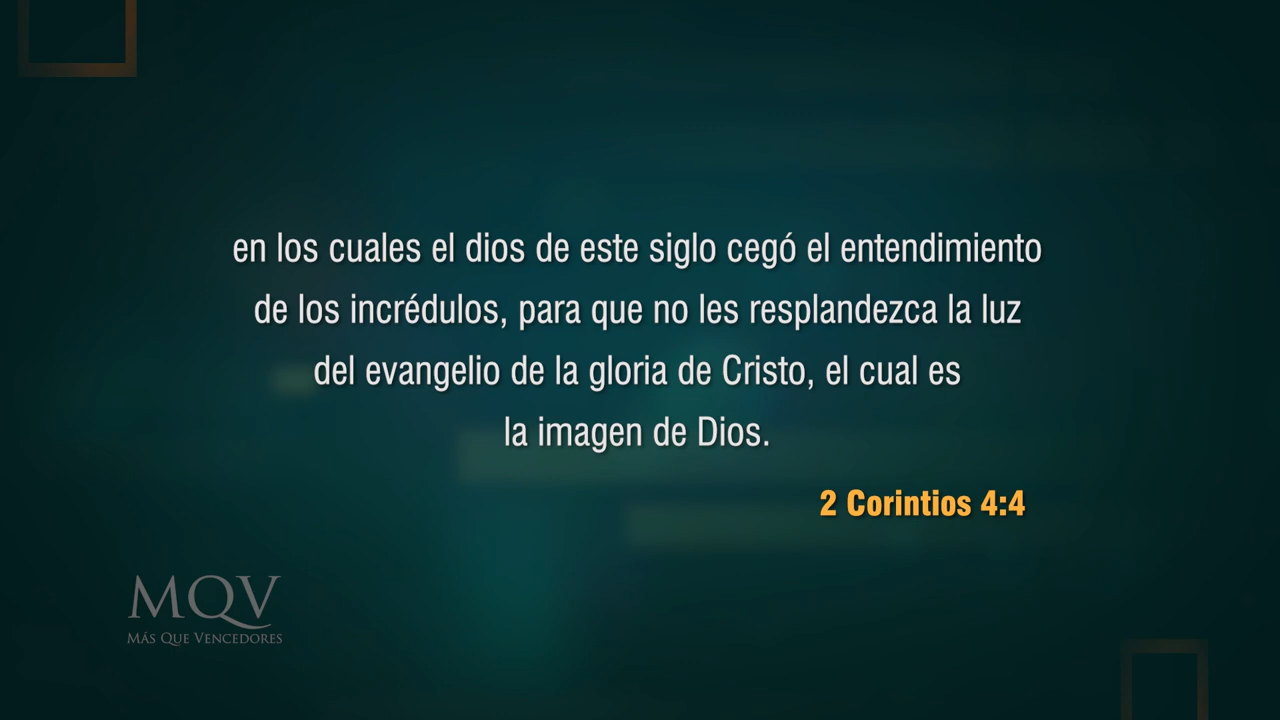 en los cuales el dios de este siglo cegó el entendimiento
de los incrédulos, para que no les resplandezca la luz
del evangelio de la gloria de Cristo, el cual es
la imagen de Dios.
2 Corintios 4:4
MQV
MÁS QUE VENCEDORES